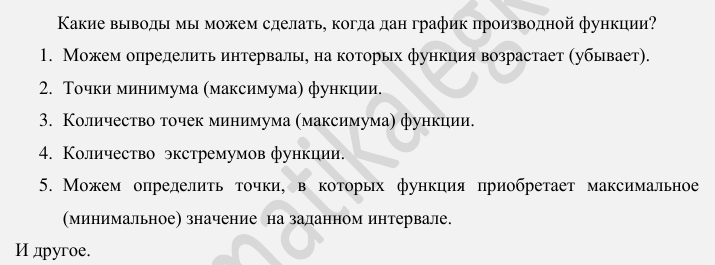 Какие выводы мы можем сделать, когда дан график производной функции?
1. Можем определить интервалы, на которых функция возрастает (убывает).
2. Точки минимума (максимума) функции.
3. Количество точек минимума (максимума) функции.
4. Количество экстремумов функции.
5. Можем определить точки, в которых функция приобретает максимальное
(минимальное) значение на заданном интервале.
И другое.
matikalegk